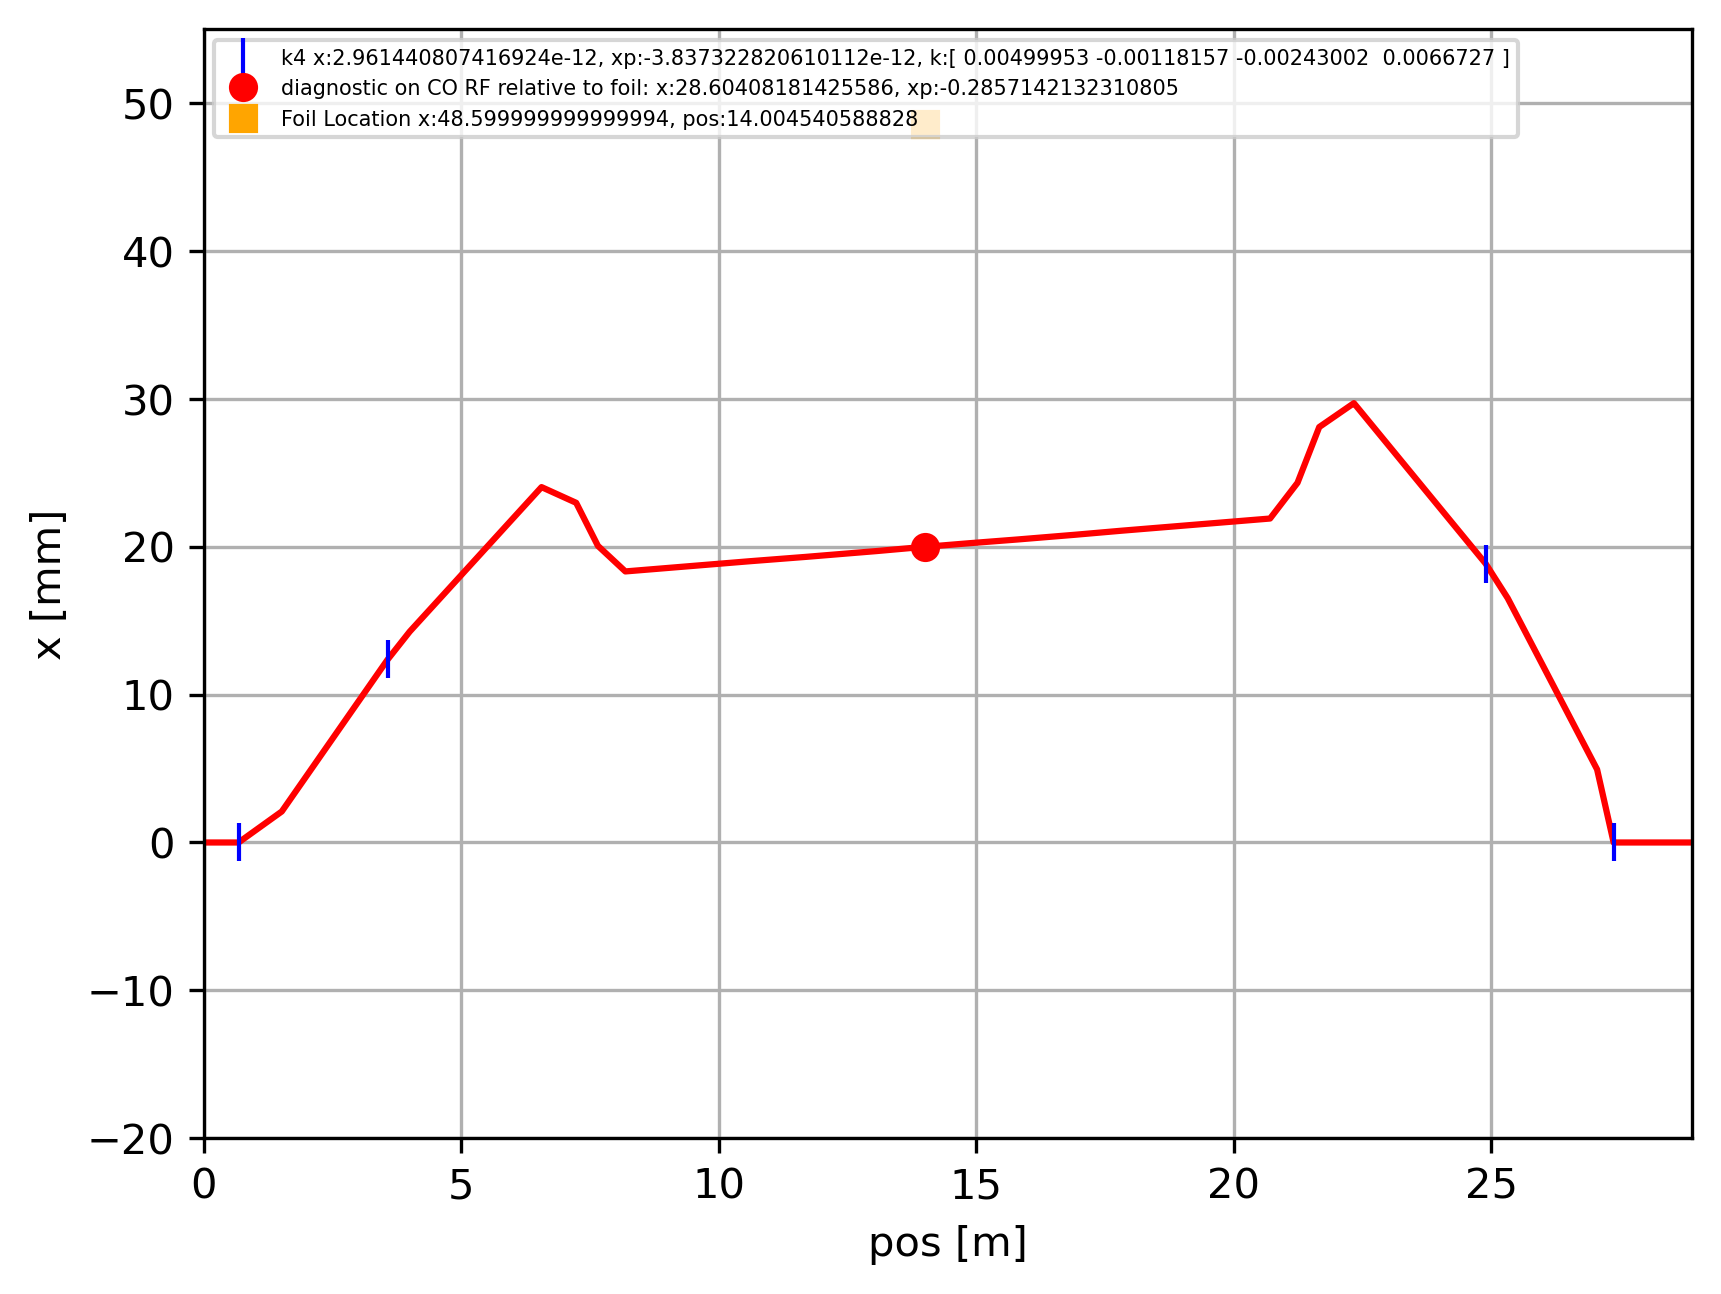 k4 x:2.961440807416924e-12, xp:-3.837322820610112e-12, k:[ 0.00499953 -0.00118157 -0.00243002  0.0066727 ]
diagnostic on CO RF relative to foil: x:28.60408181425586, xp:-0.2857142132310805
Foil Location x:48.599999999999994, pos:14.004540588828
50
40
30
20
10
0
−10
−20
x [mm]
0 5 10 15 20 25
pos [m]